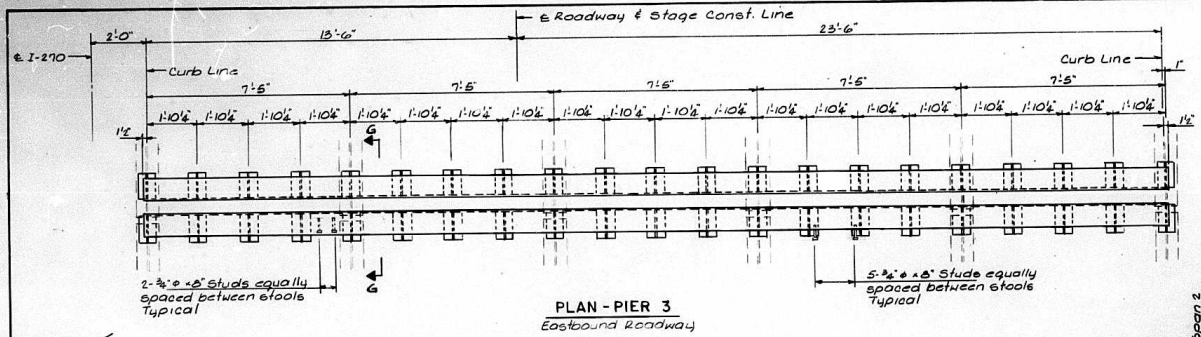 ℄ Roadway & Stage Const. Line
2'-0"
13'-6"
23'-6"
℄ I-270
Curb Line
Curb Line
1"
7'-5"
7'-5"
7'-5"
7'-5"
7'-5"
1'-10¼" 1'-10¼" 1'-10¼" 1'-10¼" 1'-10¼" 1'-10¼" 1'-10¼" 1'-10¼" 1'-10¼" 1'-10¼" 1'-10¼" 1'-10¼" 1'-10¼" 1'-10¼" 1'-10¼" 1'-10¼" 1'-10¼" 1'-10¼" 1'-10¼" 1'-10¼"
1½"
1½"
G
G
2-¾" ϕ x 8" Studs equally
spaced between stools
Typical
5-¾" ϕ x 8" Studs equally
spaced between stools
Typical
PLAN - PIER 3
Eastbound Roadway
Span 2